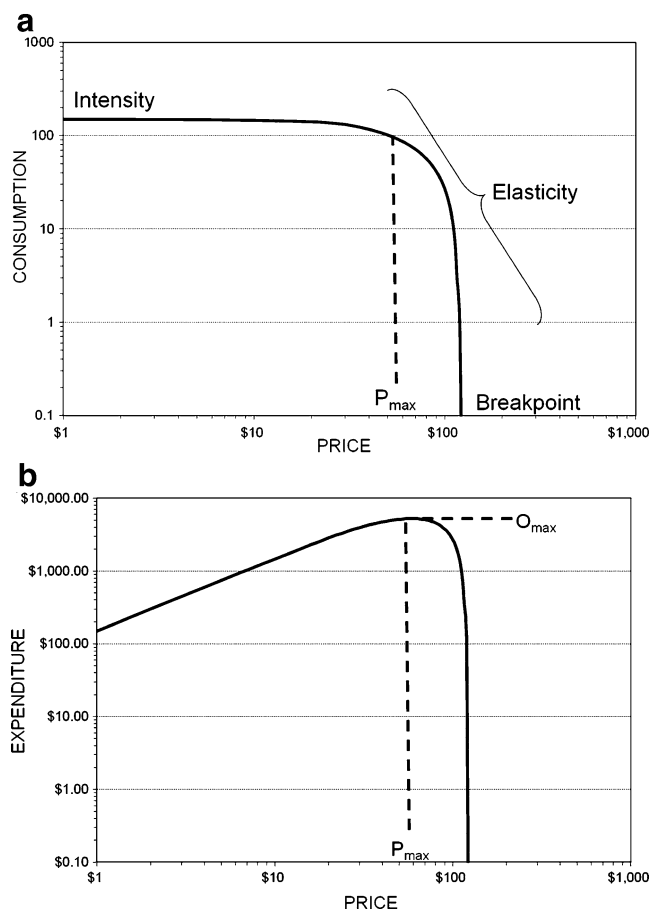 a
1000
Intensity
100
Elasticity
CONSUMPTION
10
1
Pmax
Breakpoint
0.1
$1
$10
$100
$1,000
PRICE
b
$10,000.00
Omax
$1,000.00
EXPENDITURE
$100.00
$10.00
$1.00
Pmax
$0.10
$1
$10
$100
$1,000
PRICE